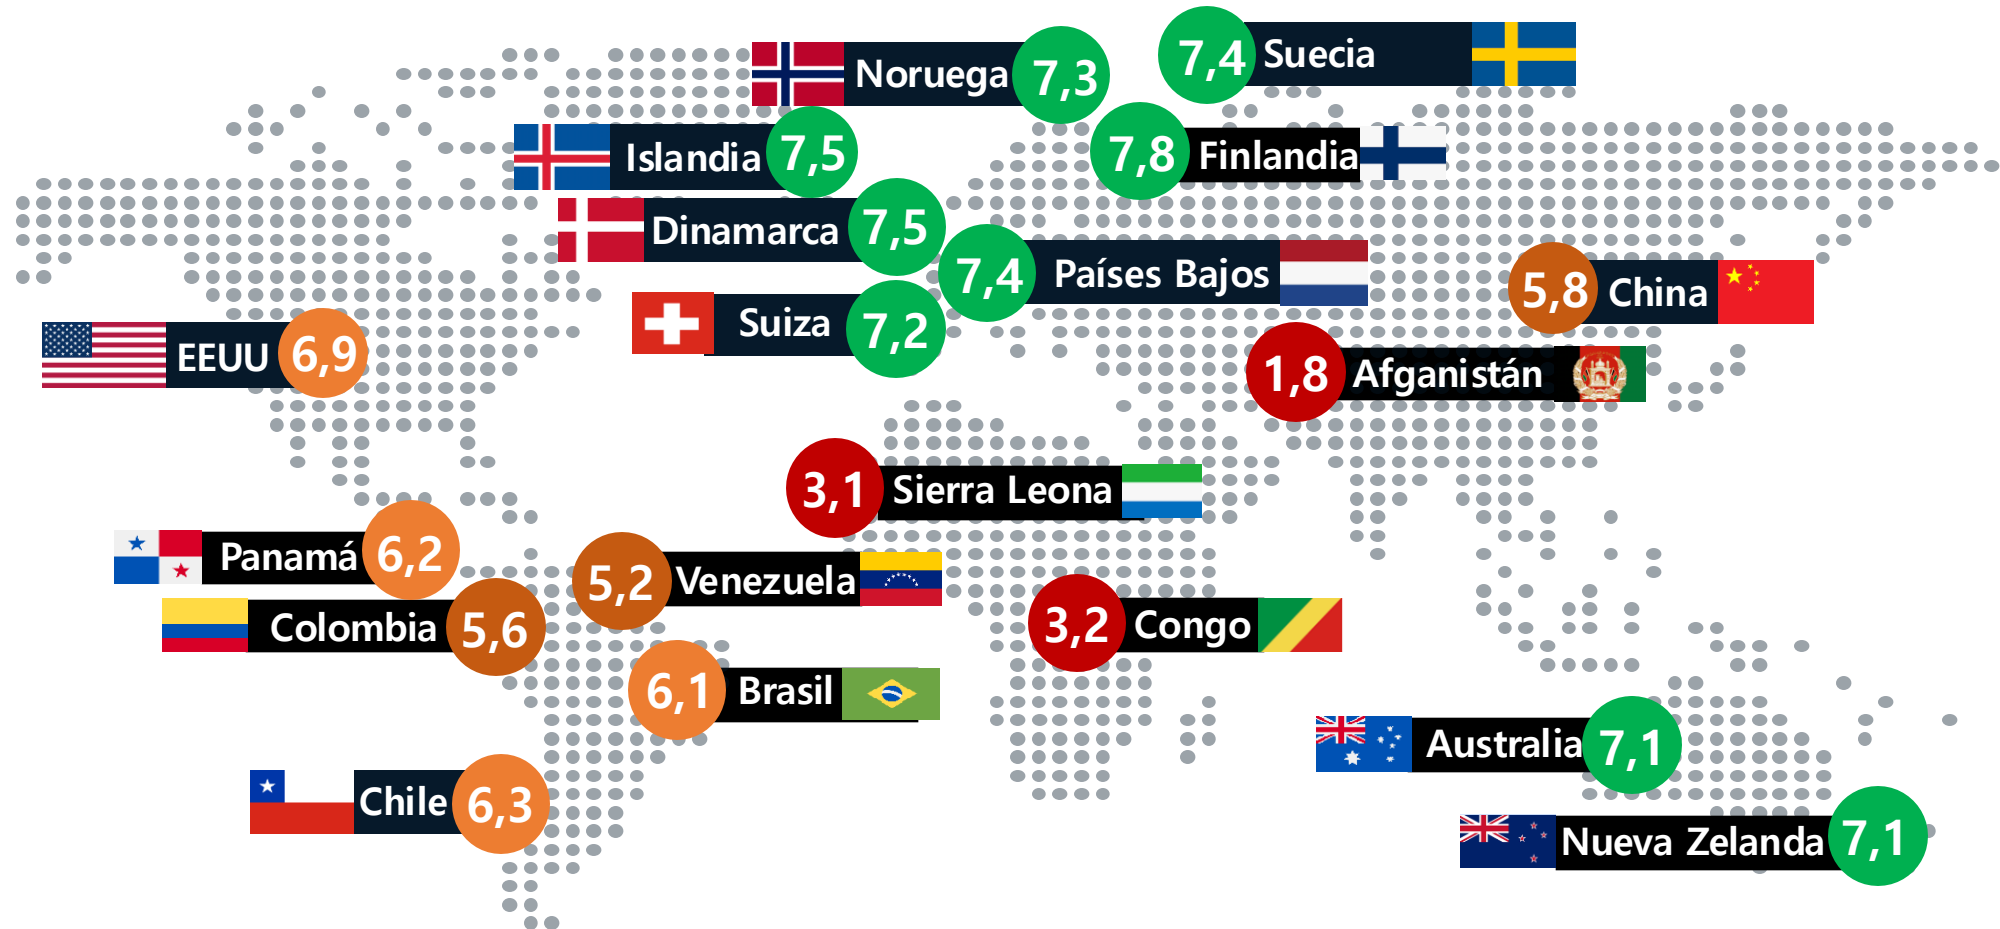 Noruega 7,3
7,4 Suecia
Islandia 7,5
7,8 Finlandia
Dinamarca 7,5
7,4 Países Bajos
5,8 China
Suiza 7,2
EEUU 6,9
1,8 Afganistán
3,1 Sierra Leona
Panamá 6,2
5,2 Venezuela
Colombia 5,6
3,2 Congo
6,1 Brasil
Australia 7,1
Chile 6,3
Nueva Zelanda 7,1